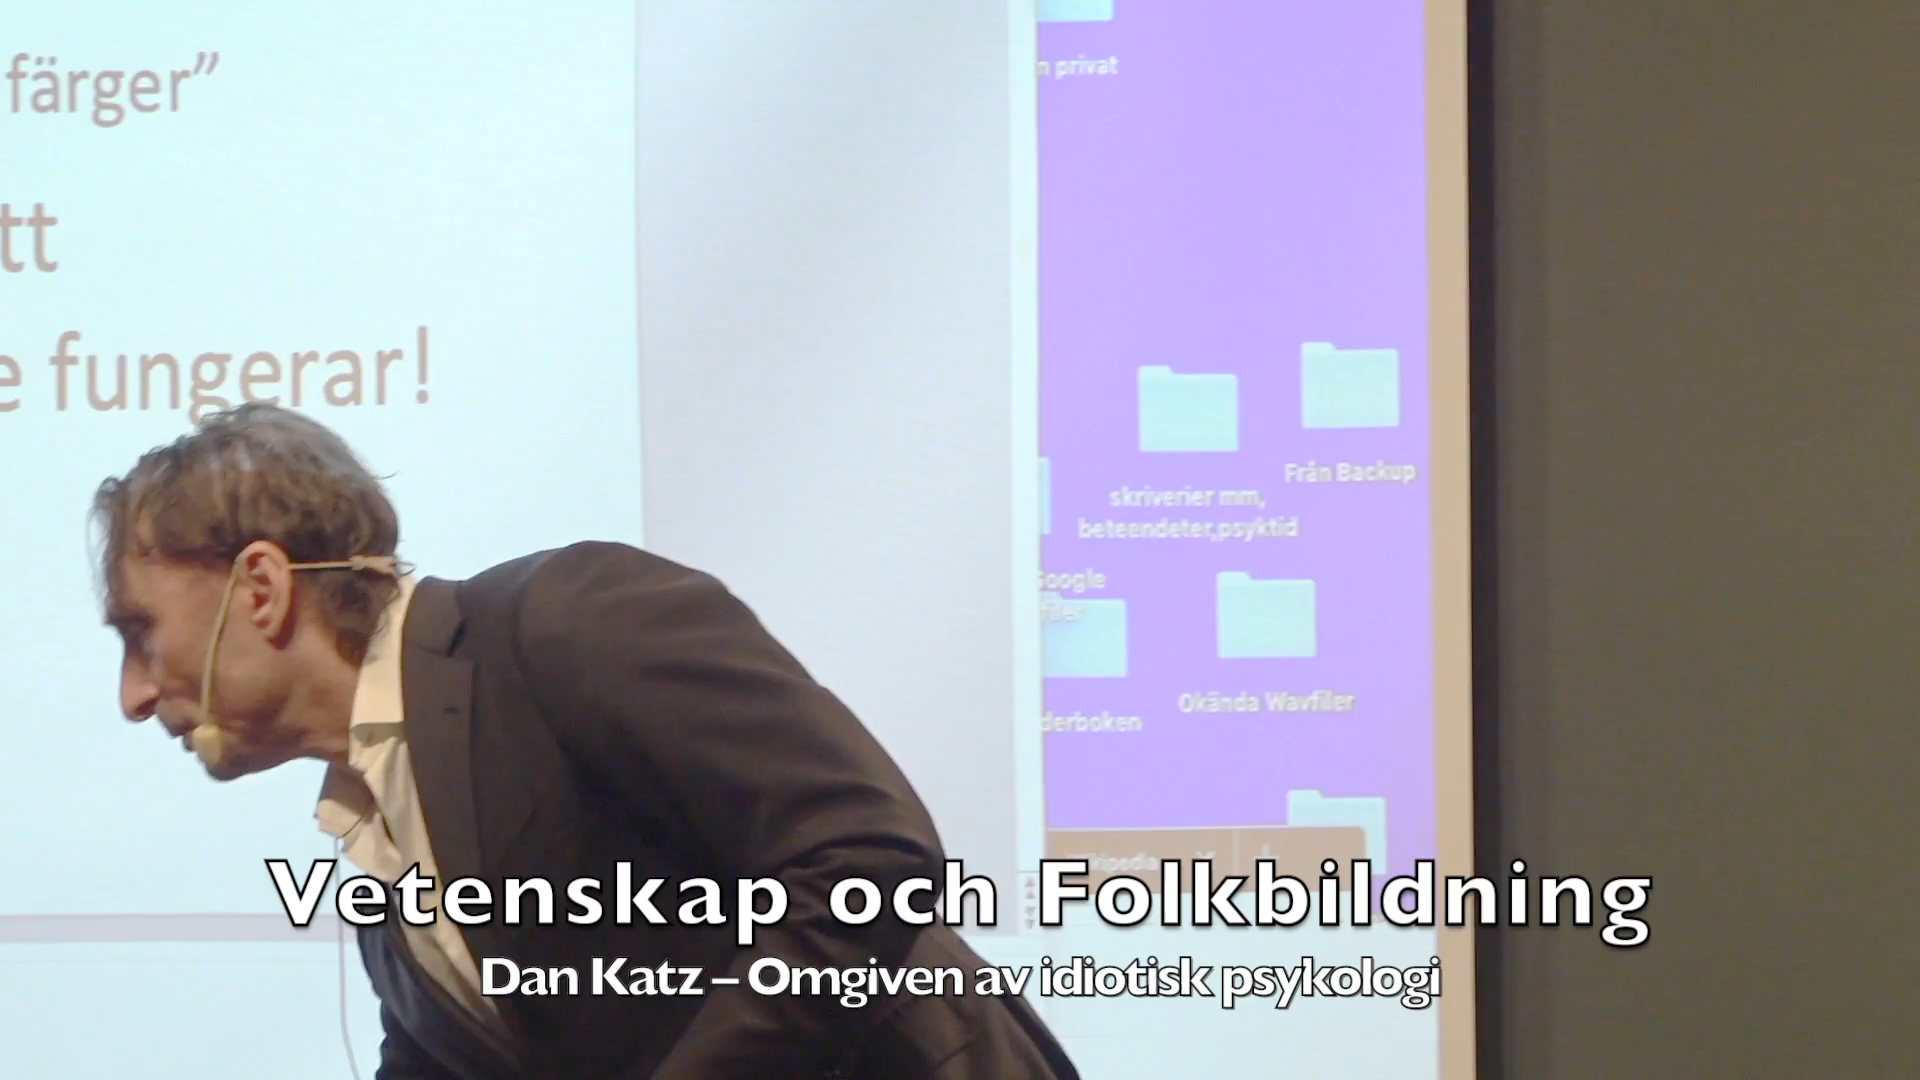 färger”
tt
e fungerar!
n privat
Från Backup
skriverier mm,
beteendeter,psyktid
Google
filer
Okända Wavfiler
derboken
Wikipedia
Vetenskap och Folkbildning
Dan Katz – Omgiven av idiotisk psykologi